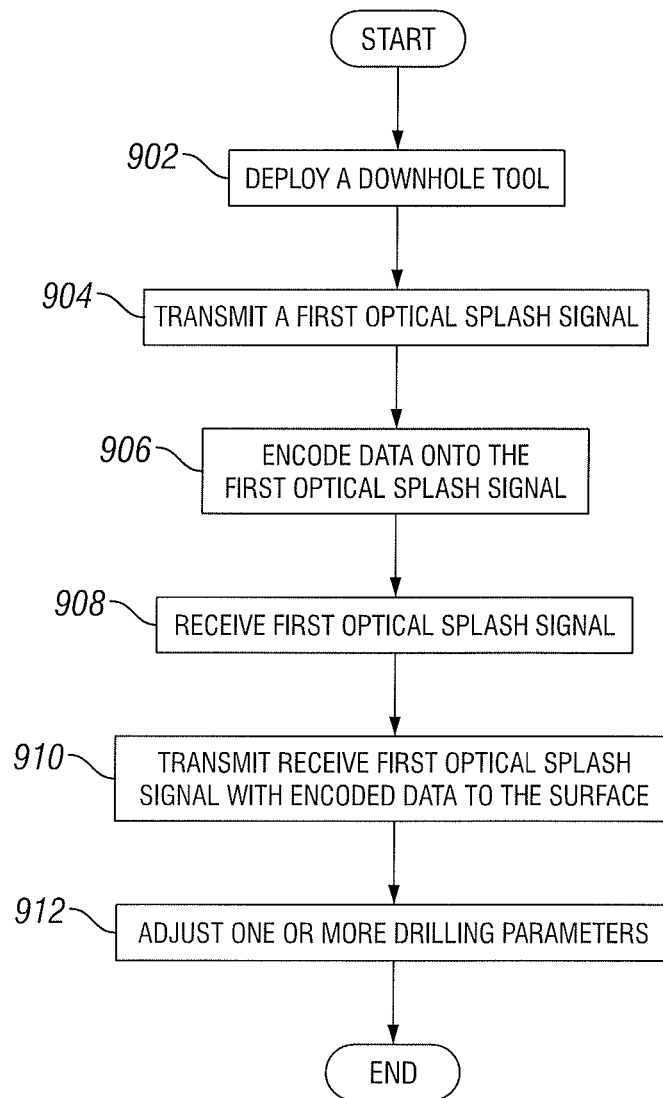 START
902
DEPLOY A DOWNHOLE TOOL
904
TRANSMIT A FIRST OPTICAL SPLASH SIGNAL
906
ENCODE DATA ONTO THE
FIRST OPTICAL SPLASH SIGNAL
908
RECEIVE FIRST OPTICAL SPLASH SIGNAL
910
TRANSMIT RECEIVE FIRST OPTICAL SPLASH
SIGNAL WITH ENCODED DATA TO THE SURFACE
912
ADJUST ONE OR MORE DRILLING PARAMETERS
END